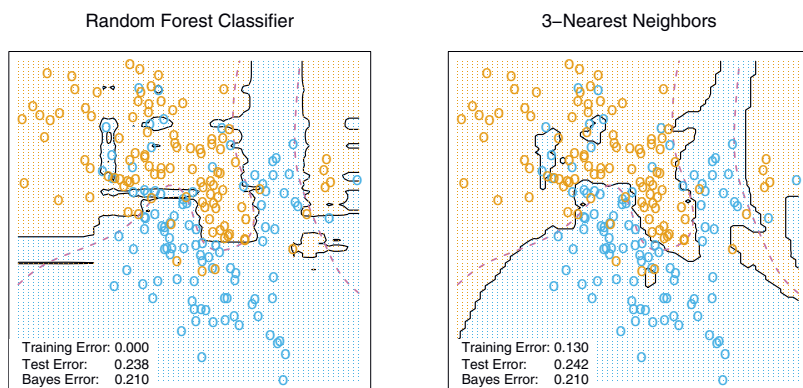 Random Forest Classifier
3−Nearest Neighbors
Training Error: 0.000
Test Error: 0.238
Bayes Error: 0.210
Training Error: 0.130
Test Error: 0.242
Bayes Error: 0.210